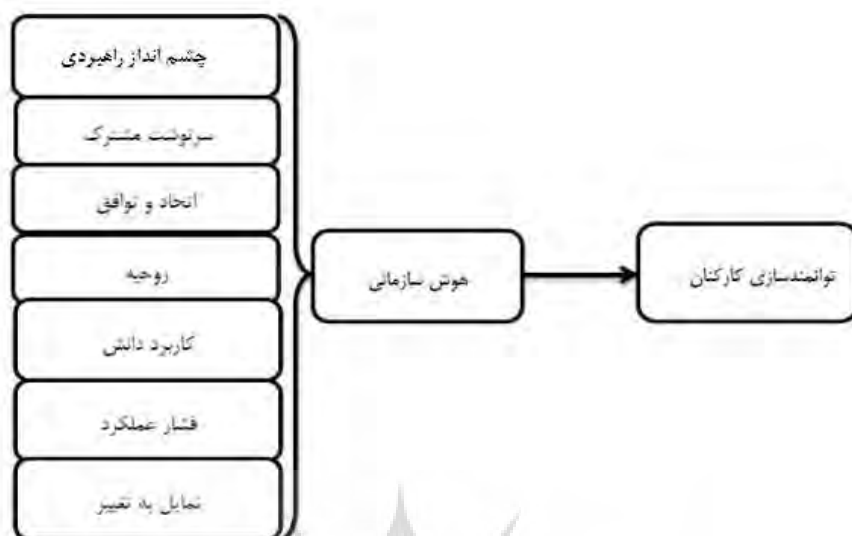 چشم انداز راهبردی
سرنوشت مشترک
اتحاد و توافق
روحیه
کاربرد دانش
فشار عملکرد
تمایل به تغییر
هوش سازمانی
توانمندسازی کارکنان